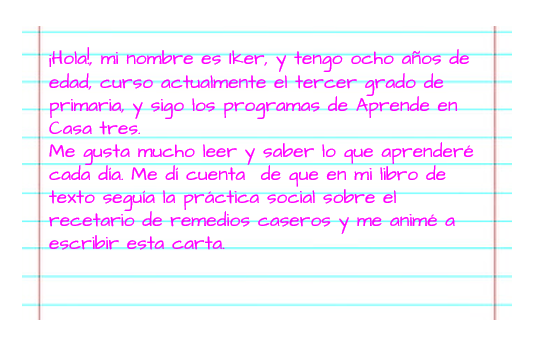 ¡Hola!, mi nombre es Iker, y tengo ocho años de
edad, curso actualmente el tercer grado de
primaria, y sigo los programas de Aprende en
Casa tres.
Me gusta mucho leer y saber lo que aprenderé
cada día. Me dí cuenta  de que en mi libro de
texto seguía la práctica social sobre el
recetario de remedios caseros y me animé a
escribir esta carta.